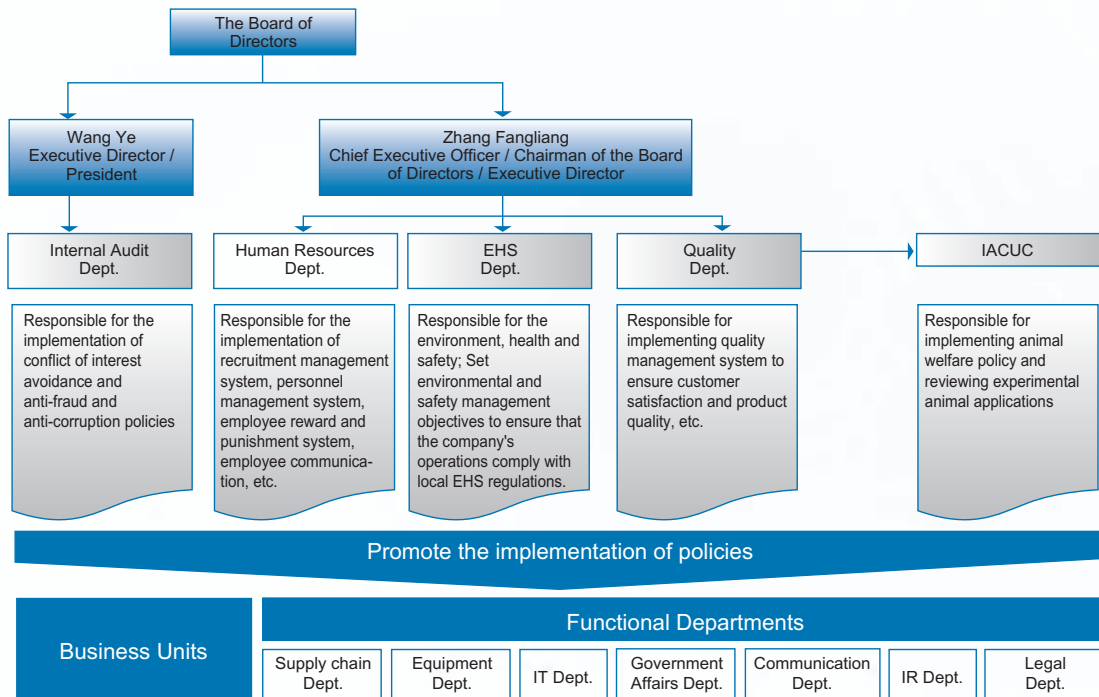 The Board of
Directors
Wang Ye
Executive Director /
President
Zhang Fangliang
Chief Executive Officer / Chairman of the Board
of Directors / Executive Director
Internal Audit
Dept.
Human Resources
Dept.
EHS
Dept.
Quality
Dept.
IACUC
Responsible for the
implementation of
conflict of interest
avoidance and
anti-fraud and
anti-corruption policies
Responsible for the
implementation of
recruitment management
system, personnel
management system,
employee reward and
punishment system,
employee communica-
tion, etc.
Responsible for the
environment, health and
safety; Set
environmental and
safety management
objectives to ensure that
the company's
operations comply with
local EHS regulations.
Responsible for
implementing quality
management system to
ensure customer
satisfaction and product
quality, etc.
Responsible for
implementing animal
welfare policy and
reviewing experimental
animal applications
Promote the implementation of policies
Business Units
Functional Departments
Supply chain
Dept.
Equipment
Dept.
IT Dept.
Government
Affairs Dept.
Communication
Dept.
IR Dept.
Legal
Dept.